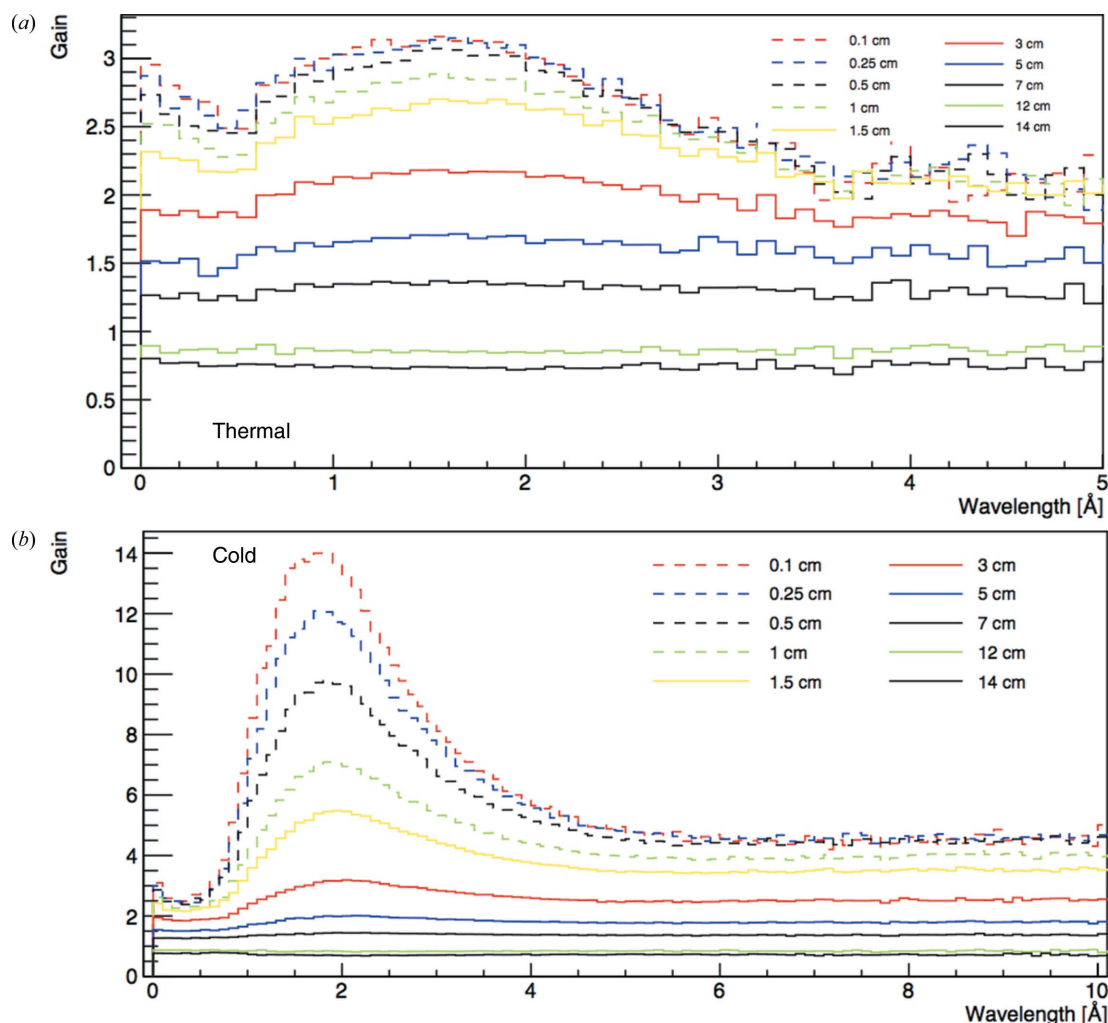 (a)
Gain
3
2.5
2
1.5
1
0.5
0
0.1 cm
0.25 cm
0.5 cm
1 cm
1.5 cm
3 cm
5 cm
7 cm
12 cm
14 cm
Thermal
0 1 2 3 4 5
Wavelength [Å]
(b)
Gain
14
12
10
8
6
4
2
0
Cold
0.1 cm
0.25 cm
0.5 cm
1 cm
1.5 cm
3 cm
5 cm
7 cm
12 cm
14 cm
0 2 4 6 8 10
Wavelength [Å]